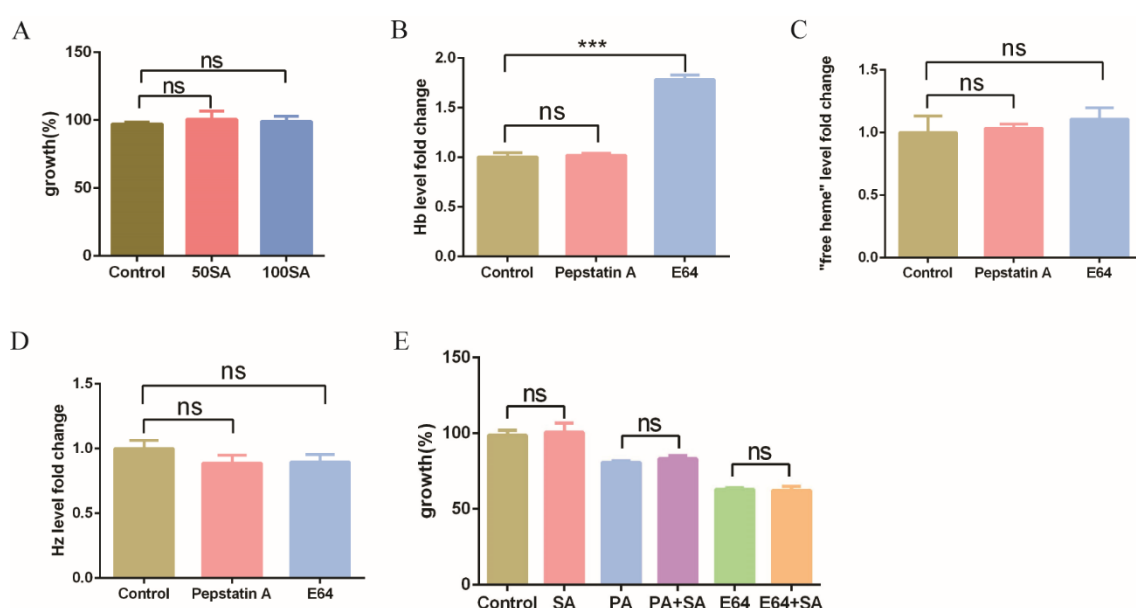 A
growth(%)
150
100
50
0
ns
ns
Control 50SA 100SA
B
Hb level fold change
2.0
1.5
1.0
0.5
0.0
***
ns
Control Pepstatin A E64
C
"free heme" level fold change
1.5
1.0
0.5
0.0
ns
ns
Control Pepstatin A E64
D
Hz level fold change
1.5
1.0
0.5
0.0
ns
ns
Control Pepstatin A E64
E
growth(%)
150
100
50
0
ns
ns
ns
Control SA PA PA+SA E64 E64+SA